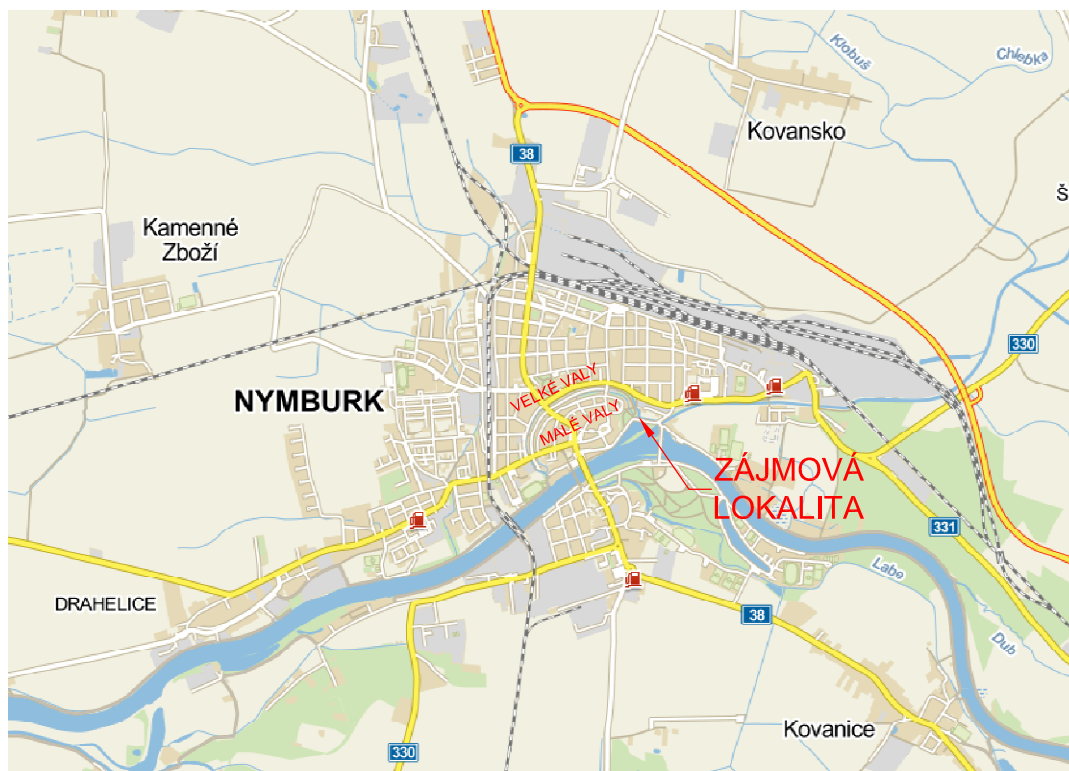 Klobuš
Chlebka
Kovansko
38
Š
Kamenné
Zboží
330
NYMBURK
VELKÉ VALY
MALÉ VALY
ZÁJMOVÁ
LOKALITA
331
Labe
DRAHELICE
38
Dub
Kovanice
330